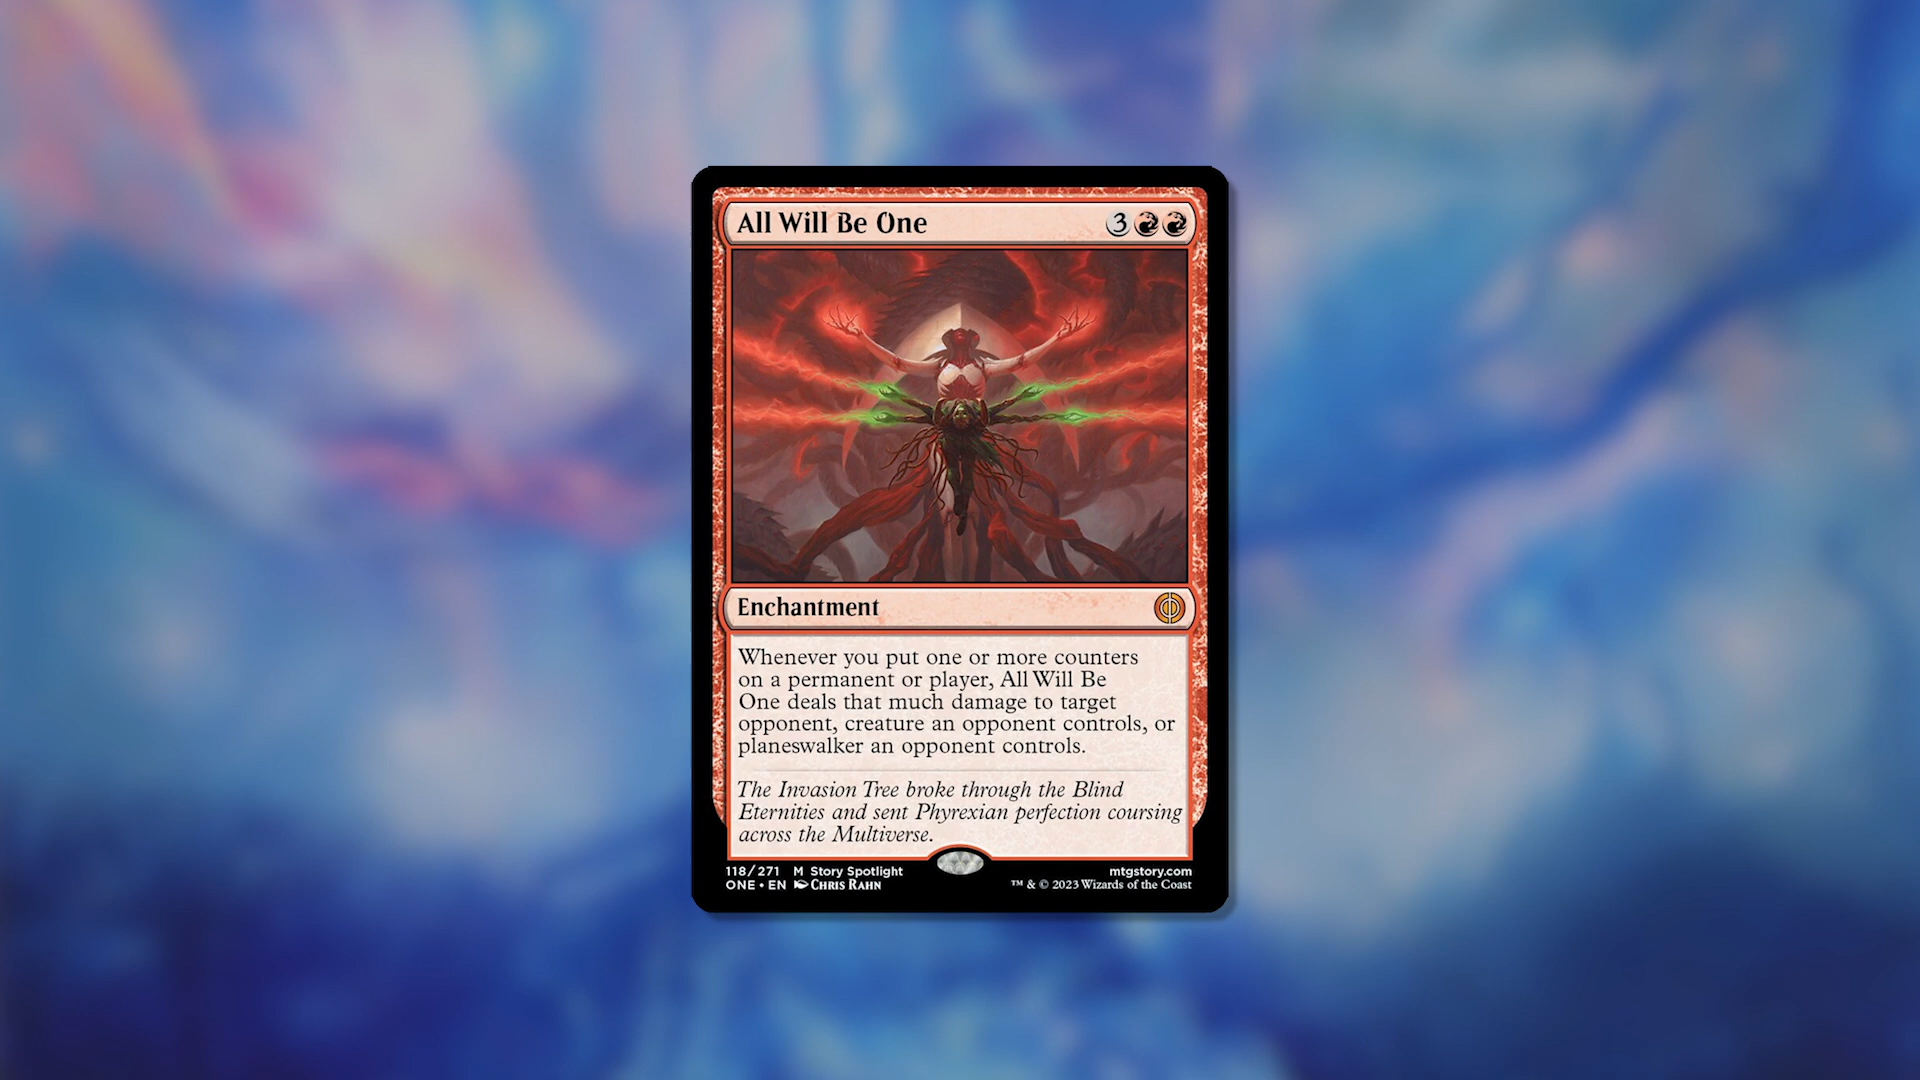 All Will Be One 3
Enchantment
Whenever you put one or more counters
on a permanent or player, All Will Be
One deals that much damage to target
opponent, creature an opponent controls, or
planeswalker an opponent controls.
The Invasion Tree broke through the Blind
Eternities and sent Phyrexian perfection coursing
across the Multiverse.
118/271 M Story Spotlight
ONE • EN Chris Rahn
mtgstory.com
™ & © 2023 Wizards of the Coast